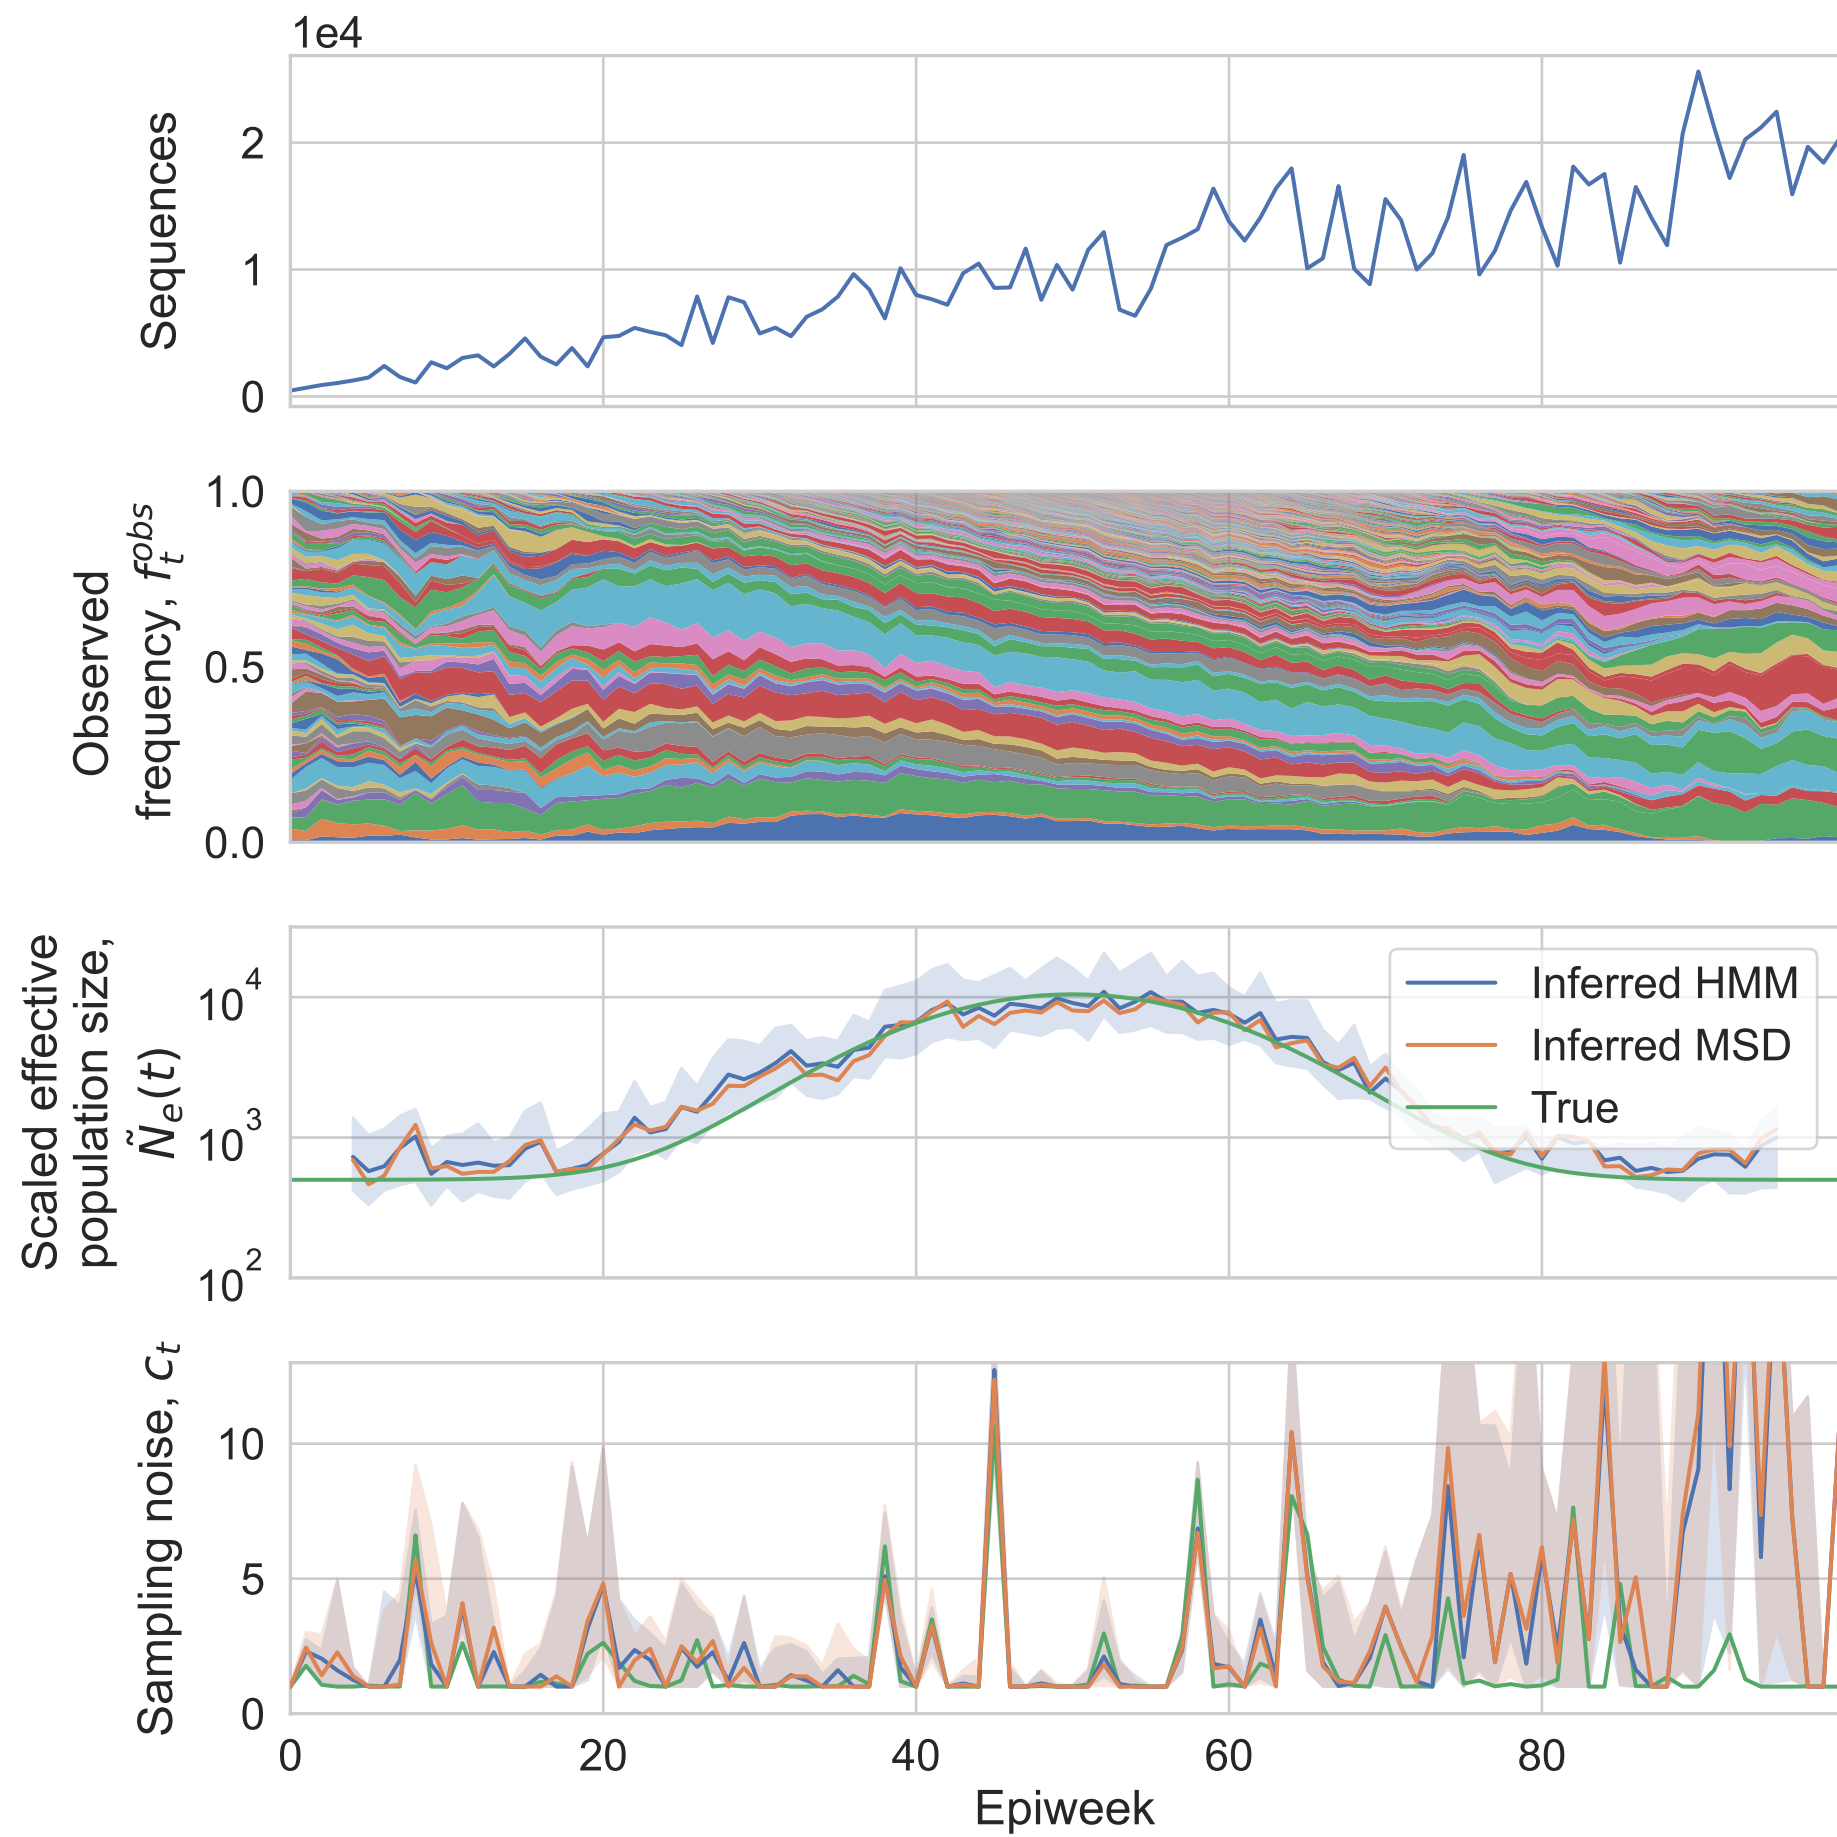 1e4
Sequences
2
1
0
Observed
frequency, f_t^{obs}
1.0
0.5
0.0
Scaled effective
population size,
Ñ_e(t)
10^4
10^3
10^2
Inferred HMM
Inferred MSD
True
Sampling noise, c_t
10
5
0
0 20 40 60 80
Epiweek